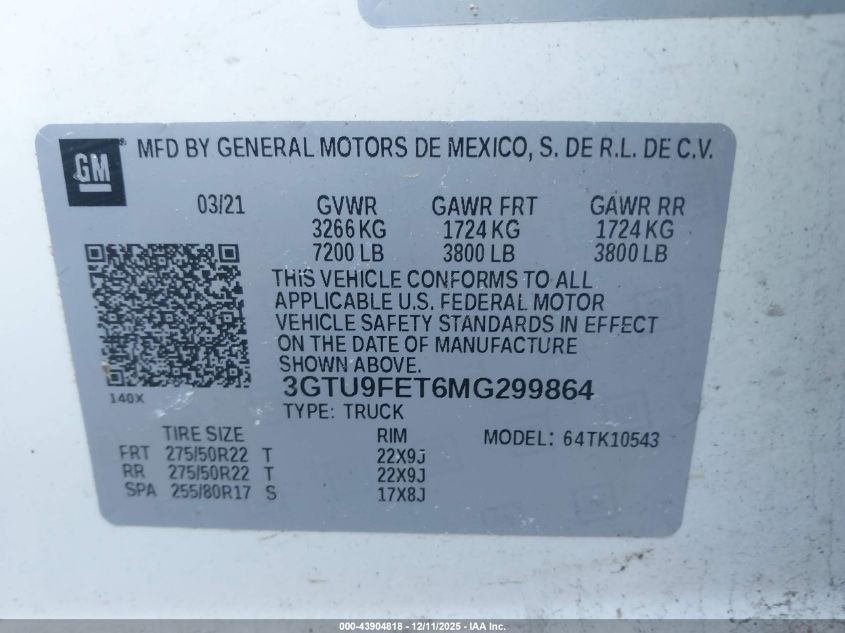 GM® MFD BY GENERAL MOTORS DE MEXICO, S. DE R.L. DE C.V.
03/21 GVWR GAWR FRT GAWR RR
3266 KG 1724 KG 1724 KG
7200 LB 3800 LB 3800 LB
THIS VEHICLE CONFORMS TO ALL
APPLICABLE U.S. FEDERAL MOTOR
VEHICLE SAFETY STANDARDS IN EFFECT
ON THE DATE OF MANUFACTURE
SHOWN ABOVE.
3GTU9FET6MG299864
140X
TYPE: TRUCK
TIRE SIZE RIM MODEL: 64TK10543
FRT 275/50R22 T 22X9J
RR 275/50R22 T 22X9J
SPA 255/80R17 S 17X8J
000-43904818 - 12/11/2025 - IAA Inc.